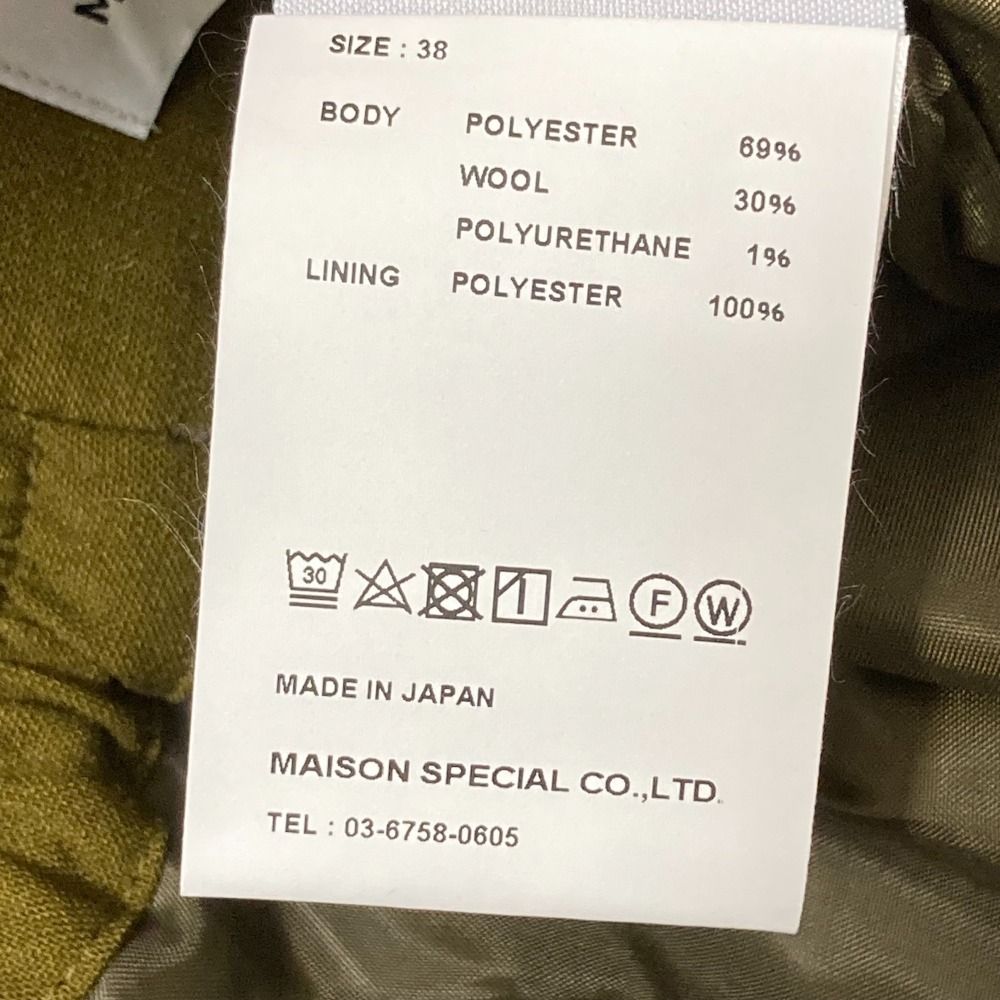 SIZE : 38
BODY POLYESTER 69%
WOOL 30%
POLYURETHANE 1%
LINING POLYESTER 100%
30 F W
MADE IN JAPAN
MAISON SPECIAL CO.,LTD.
TEL : 03-6758-0605